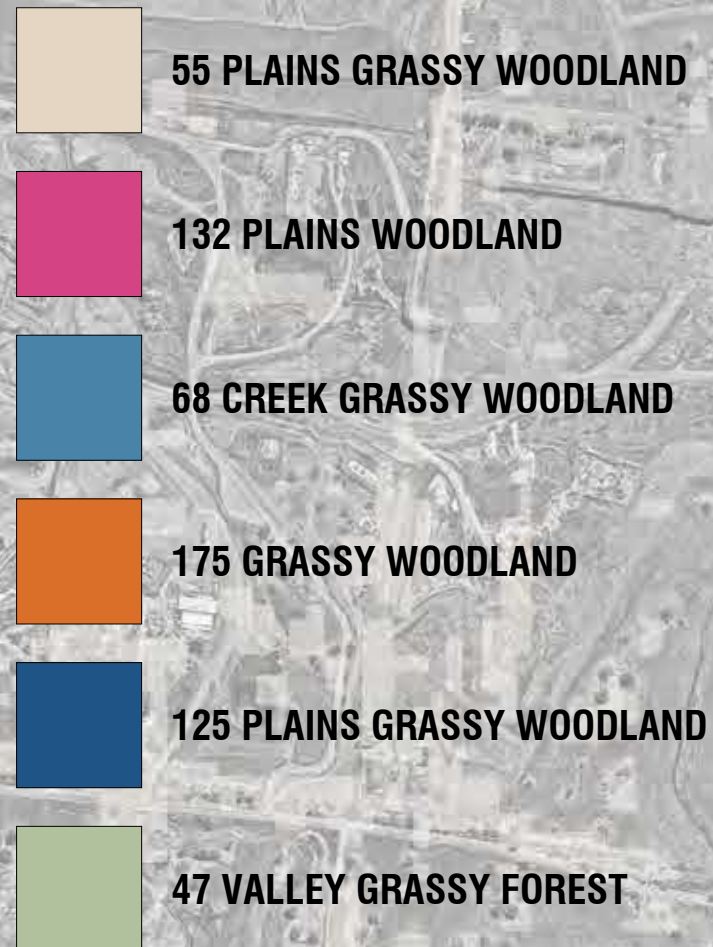 55 PLAINS GRASSY WOODLAND
132 PLAINS WOODLAND
68 CREEK GRASSY WOODLAND
175 GRASSY WOODLAND
125 PLAINS GRASSY WOODLAND
47 VALLEY GRASSY FOREST